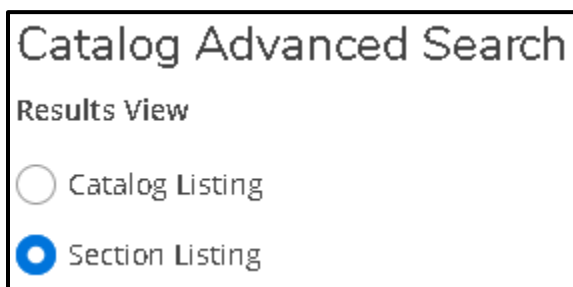 Catalog Advanced Search
Results View
Catalog Listing
Section Listing